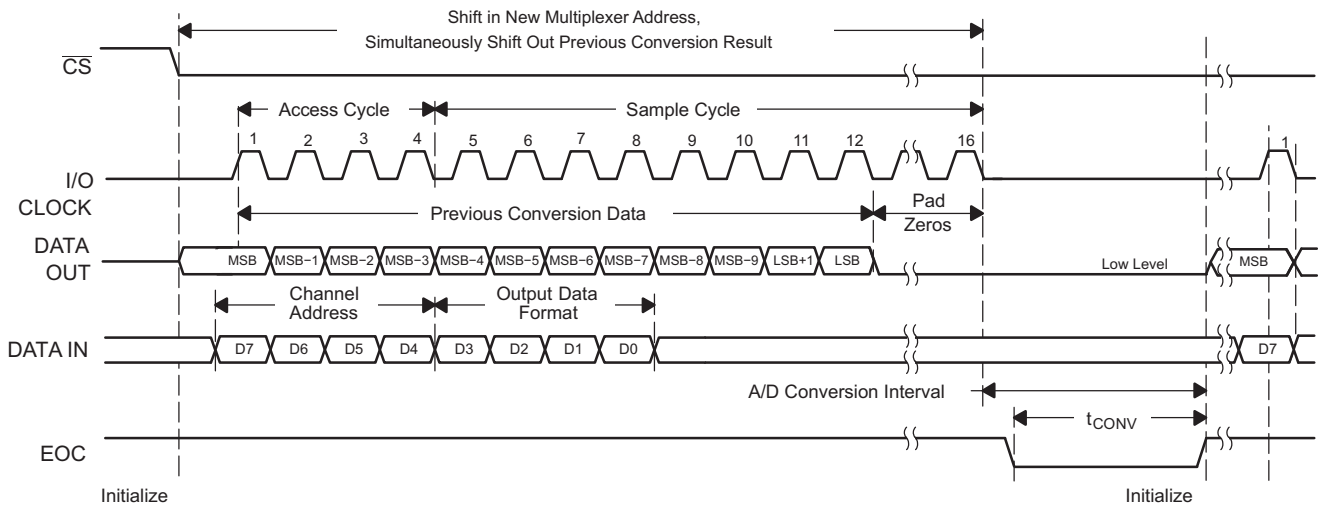 Shift in New Multiplexer Address,
Simultaneously Shift Out Previous Conversion Result
CS
Access Cycle
Sample Cycle
1 2 3 4 5 6 7 8 9 10 11 12 16 1
I/O
CLOCK
Previous Conversion Data
Pad
Zeros
DATA
OUT
MSB MSB−1 MSB−2 MSB−3 MSB−4 MSB−5 MSB−6 MSB−7 MSB−8 MSB−9 LSB+1 LSB Low Level MSB
Channel
Address
Output Data
Format
DATA IN D7 D6 D5 D4 D3 D2 D1 D0 D7
A/D Conversion Interval
tCONV
EOC
Initialize Initialize